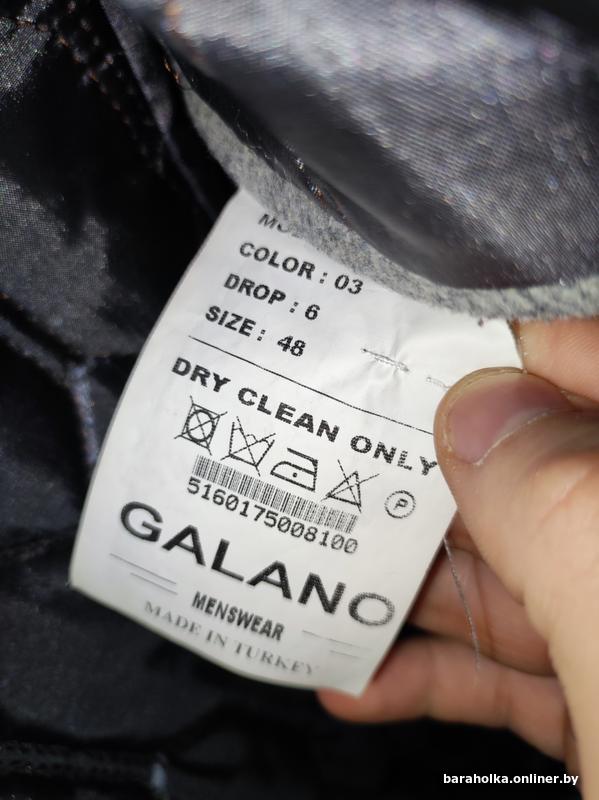 COLOR : 03
DROP : 6
SIZE : 48
DRY CLEAN ONLY
P
5160175008100
GALANO
MENSWEAR
MADE IN TURKEY
baraholka.onliner.by